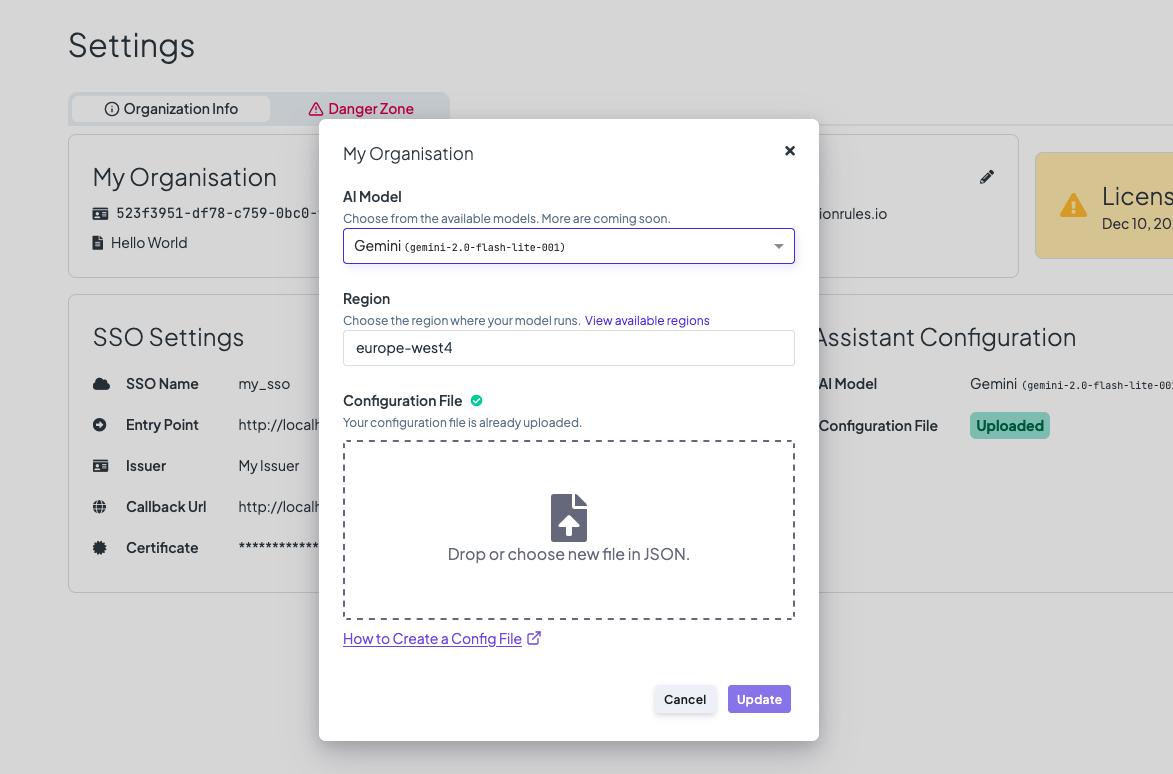 Settings
Organization Info
Danger Zone
My Organisation
523f3951-df78-c759-0bc0-
Hello World
ionrules.io
Licens
Dec 10, 20
My Organisation
AI Model
Choose from the available models. More are coming soon.
Gemini (gemini-2.0-flash-lite-001)
Region
Choose the region where your model runs. View available regions
europe-west4
Configuration File
Your configuration file is already uploaded.
Drop or choose new file in JSON.
How to Create a Config File
Cancel
Update
SSO Settings
SSO Name my_sso
Entry Point http://localh
Issuer My Issuer
Callback Url http://localh
Certificate ************
Assistant Configuration
AI Model Gemini (gemini-2.0-flash-lite-00
Configuration File Uploaded